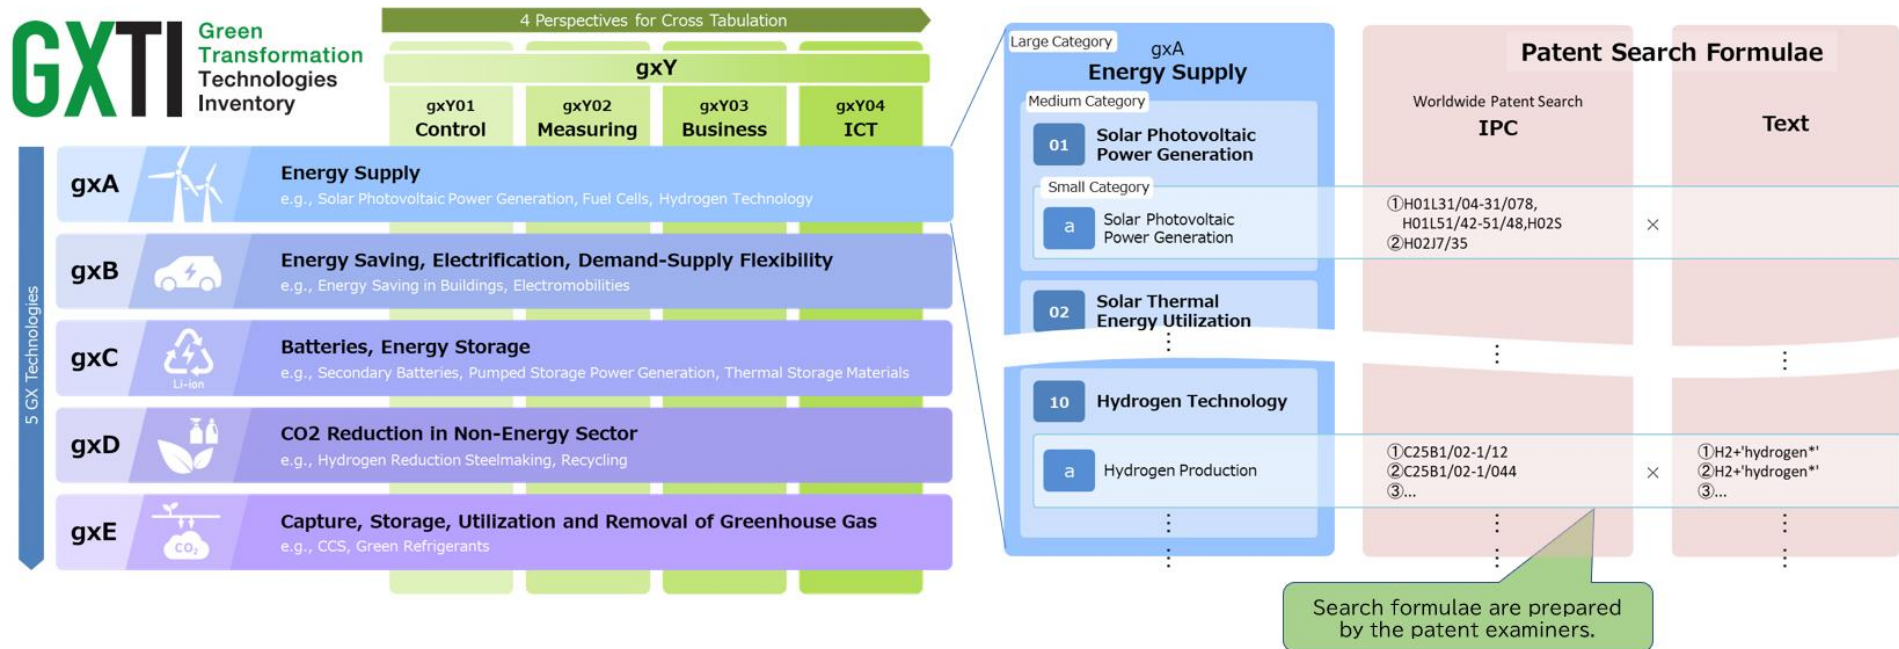 GXTI
Green
Transformation
Technologies
Inventory
4 Perspectives for Cross Tabulation
gxY
gxY01
Control
gxY02
Measuring
gxY03
Business
gxY04
ICT
5 GX Technologies
gxA
Energy Supply
e.g., Solar Photovoltaic Power Generation, Fuel Cells, Hydrogen Technology
gxB
Energy Saving, Electrification, Demand-Supply Flexibility
e.g., Energy Saving in Buildings, Electromobilities
gxC
Li-ion
Batteries, Energy Storage
e.g., Secondary Batteries, Pumped Storage Power Generation, Thermal Storage Materials
gxD
CO2 Reduction in Non-Energy Sector
e.g., Hydrogen Reduction Steelmaking, Recycling
gxE
CO₂
Capture, Storage, Utilization and Removal of Greenhouse Gas
e.g., CCS, Green Refrigerants
Large Category
gxA
Energy Supply
Medium Category
01
Solar Photovoltaic
Power Generation
Small Category
a
Solar Photovoltaic
Power Generation
02
Solar Thermal
Energy Utilization
⋮
10
Hydrogen Technology
a
Hydrogen Production
⋮
Patent Search Formulae
Worldwide Patent Search
IPC
Text
①H01L31/04-31/078,
H01L51/42-51/48,H02S
②H02J7/35
×
⋮
⋮
①C25B1/02-1/12
②C25B1/02-1/044
③...
×
①H2+'hydrogen*'
②H2+'hydrogen*'
③...
⋮
⋮
Search formulae are prepared
by the patent examiners.